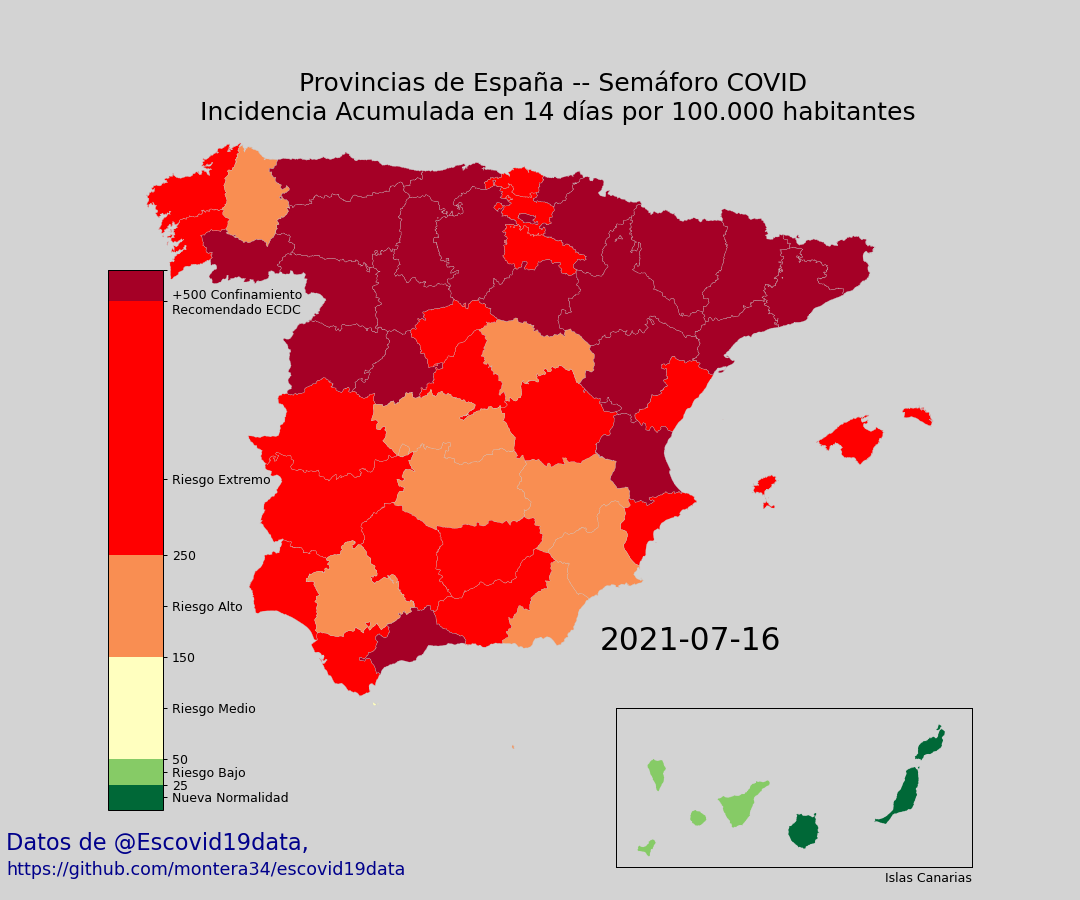 Provincias de España -- Semáforo COVID
Incidencia Acumulada en 14 días por 100.000 habitantes
+500 Confinamiento
Recomendado ECDC
Riesgo Extremo
250
Riesgo Alto
150
Riesgo Medio
50
Riesgo Bajo
25
Nueva Normalidad
2021-07-16
Islas Canarias
Datos de @Escovid19data,
https://github.com/montera34/escovid19data